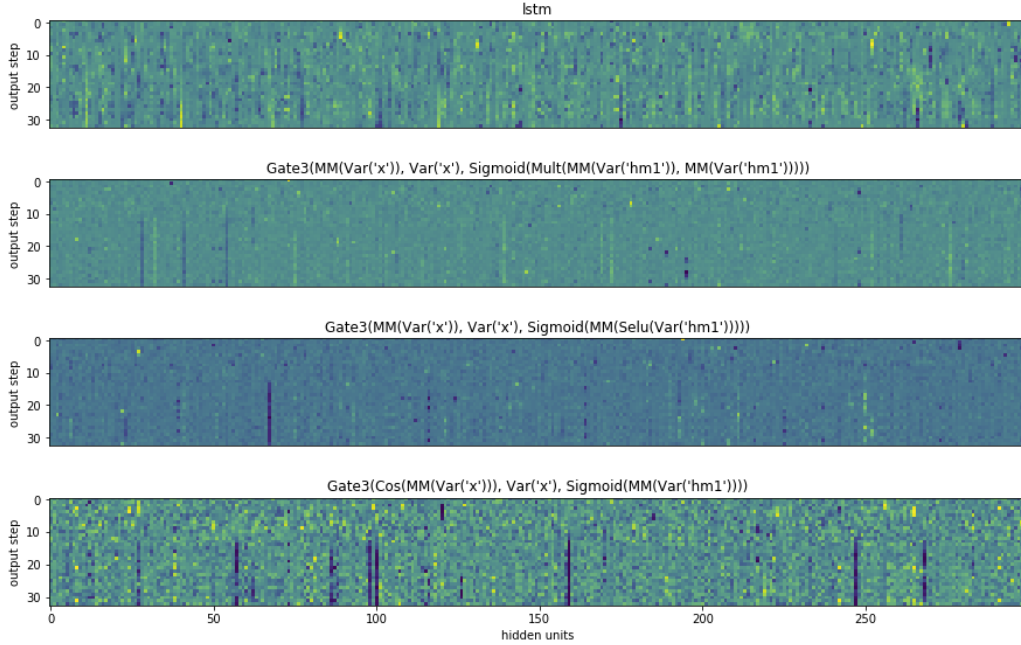 lstm
0
10
20
30
output step
Gate3(MM(Var('x')), Var('x'), Sigmoid(Mult(MM(Var('hm1')), MM(Var('hm1')))))
0
10
20
30
output step
Gate3(MM(Var('x')), Var('x'), Sigmoid(MM(Selu(Var('hm1')))))
0
10
20
30
output step
Gate3(Cos(MM(Var('x'))), Var('x'), Sigmoid(MM(Var('hm1'))))
0
10
20
30
output step
0 50 100 150 200 250
hidden units